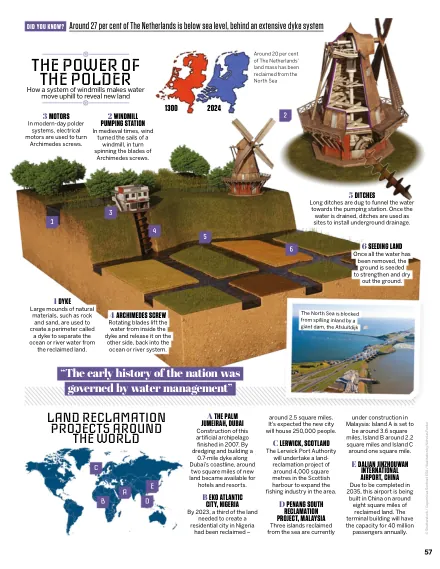 DID YOU KNOW? Around 27 per cent of The Netherlands is below sea level, behind an extensive dyke system
THE POWER OF
THE POLDER
How a system of windmills makes water
move uphill to reveal new land
Around 20 per cent
of The Netherlands'
land mass has been
reclaimed from the
North Sea
1300
2024
3 MOTORS
In modern-day polder
systems, electrical
motors are used to turn
Archimedes screws.
2 WINDMILL
PUMPING STATION
In medieval times, wind
turned the sails of a
windmill, in turn
spinning the blades of
Archimedes screws.
2
3
1
4
5
6
5 DITCHES
Long ditches are dug to funnel the water
towards the pumping station. Once the
water is drained, ditches are used as
sites to install underground drainage.
6 SEEDING LAND
Once all the water has
been removed, the
ground is seeded
to strengthen and dry
out the ground.
1 DYKE
Large mounds of natural
materials, such as rock
and sand, are used to
create a perimeter called
a dyke to separate the
ocean or river water from
the reclaimed land.
4 ARCHIMEDES SCREW
Rotating blades lift the
water from inside the
dyke and release it on the
other side, back into the
ocean or river system.
The North Sea is blocked
from spilling inland by a
giant dam, the Afsluitdijk
"The early history of the nation was
governed by water management"
LAND RECLAMATION
PROJECTS AROUND
THE WORLD
C
E
A
B
D
A THE PALM
JUMEIRAH, DUBAI
Construction of this
artificial archipelago
finished in 2007. By
dredging and building a
0.7-mile dyke along
Dubai's coastline, around
two square miles of new
land became available for
hotels and resorts.
B EKO ATLANTIC
CITY, NIGERIA
By 2023, a third of the land
needed to create a
residential city in Nigeria
had been reclaimed –
around 2.5 square miles.
It's expected the new city
will house 250,000 people.
C LERWICK, SCOTLAND
The Lerwick Port Authority
will undertake a land-
reclamation project of
around 4,000 square
metres in the Scottish
harbour to expand the
fishing industry in the area.
D PENANG SOUTH
RECLAMATION
PROJECT, MALAYSIA
Three islands reclaimed
from the sea are currently
under construction in
Malaysia: Island A is set to
be around 3.6 square
miles, Island B around 2.2
square miles and Island C
around one square mile.
E DALIAN JINZHOUWAN
INTERNATIONAL
AIRPORT, CHINA
Due to be completed in
2035, this airport is being
built in China on around
eight square miles of
reclaimed land. The
terminal building will have
the capacity for 40 million
passengers annually.
57